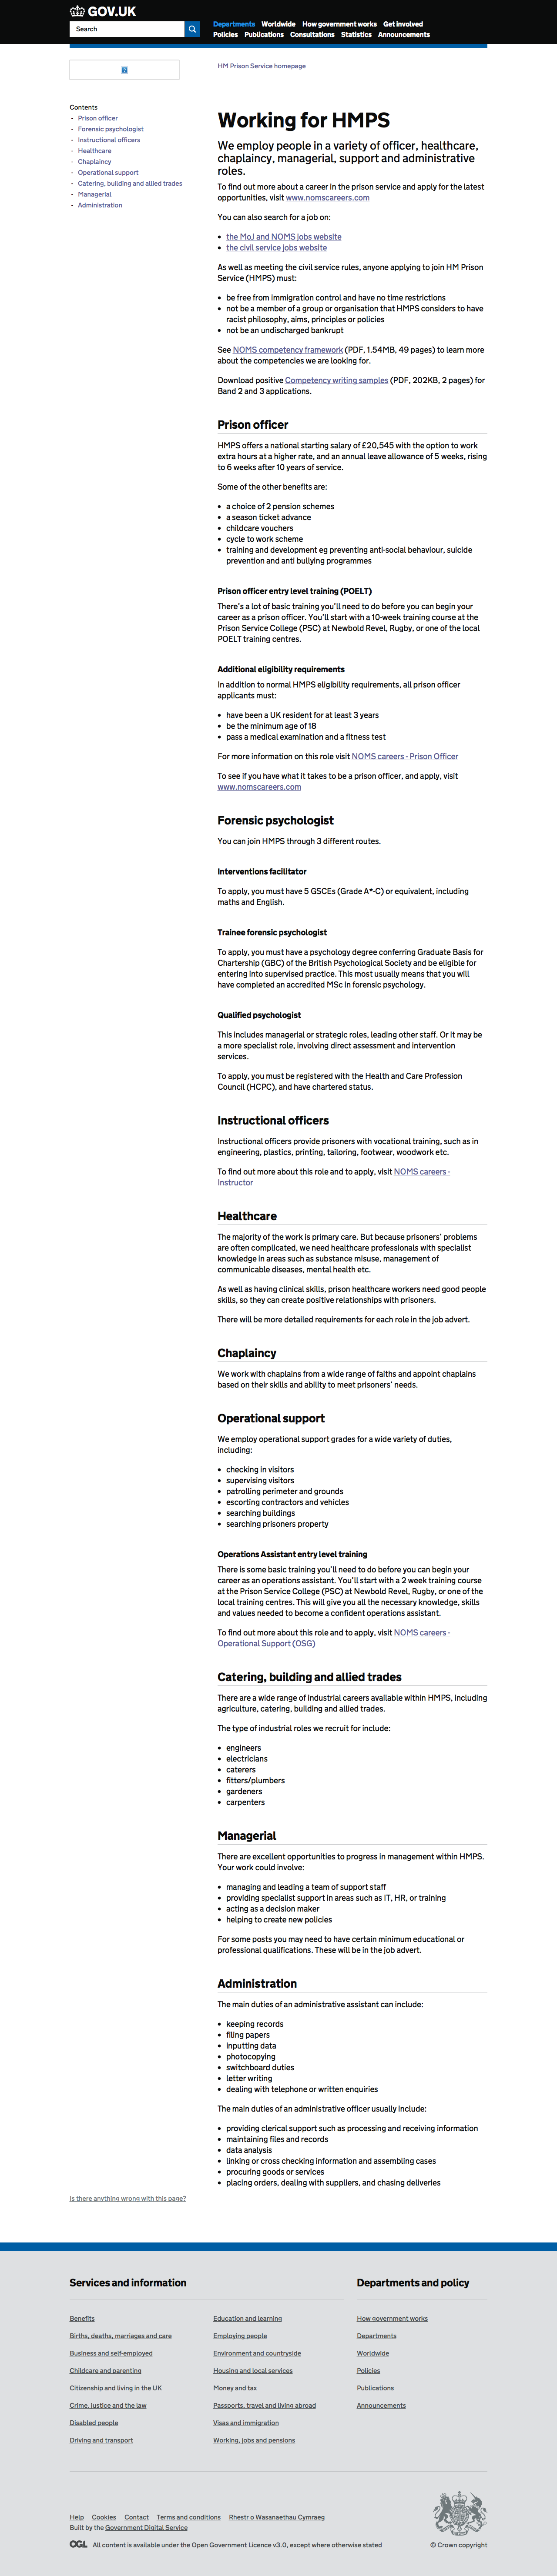 GOV.UK
Search
Departments Worldwide How government works Get involved
Policies Publications Consultations Statistics Announcements
HM Prison Service homepage
Contents
- Prison officer
- Forensic psychologist
- Instructional officers
- Healthcare
- Chaplaincy
- Operational support
- Catering, building and allied trades
- Managerial
- Administration
Working for HMPS
We employ people in a variety of officer, healthcare,
chaplaincy, managerial, support and administrative
roles.
To find out more about a career in the prison service and apply for the latest
opportunities, visit www.nomscareers.com
You can also search for a job on:
• the MoJ and NOMS jobs website
• the civil service jobs website
As well as meeting the civil service rules, anyone applying to join HM Prison
Service (HMPS) must:
• be free from immigration control and have no time restrictions
• not be a member of a group or organisation that HMPS considers to have
racist philosophy, aims, principles or policies
• not be an undischarged bankrupt
See NOMS competency framework (PDF, 1.54MB, 49 pages) to learn more
about the competencies we are looking for.
Download positive Competency writing samples (PDF, 202KB, 2 pages) for
Band 2 and 3 applications.
Prison officer
HMPS offers a national starting salary of £20,545 with the option to work
extra hours at a higher rate, and an annual leave allowance of 5 weeks, rising
to 6 weeks after 10 years of service.
Some of the other benefits are:
• a choice of 2 pension schemes
• a season ticket advance
• childcare vouchers
• cycle to work scheme
• training and development eg preventing anti-social behaviour, suicide
prevention and anti bullying programmes
Prison officer entry level training (POELT)
There's a lot of basic training you'll need to do before you can begin your
career as a prison officer. You'll start with a 10-week training course at the
Prison Service College (PSC) at Newbold Revel, Rugby, or one of the local
POELT training centres.
Additional eligibility requirements
In addition to normal HMPS eligibility requirements, all prison officer
applicants must:
• have been a UK resident for at least 3 years
• be the minimum age of 18
• pass a medical examination and a fitness test
For more information on this role visit NOMS careers - Prison Officer
To see if you have what it takes to be a prison officer, and apply, visit
www.nomscareers.com
Forensic psychologist
You can join HMPS through 3 different routes.
Interventions facilitator
To apply, you must have 5 GSCEs (Grade A*-C) or equivalent, including
maths and English.
Trainee forensic psychologist
To apply, you must have a psychology degree conferring Graduate Basis for
Chartership (GBC) of the British Psychological Society and be eligible for
entering into supervised practice. This most usually means that you will
have completed an accredited MSc in forensic psychology.
Qualified psychologist
This includes managerial or strategic roles, leading other staff. Or it may be
a more specialist role, involving direct assessment and intervention
services.
To apply, you must be registered with the Health and Care Profession
Council (HCPC), and have chartered status.
Instructional officers
Instructional officers provide prisoners with vocational training, such as in
engineering, plastics, printing, tailoring, footwear, woodwork etc.
To find out more about this role and to apply, visit NOMS careers -
Instructor
Healthcare
The majority of the work is primary care. But because prisoners' problems
are often complicated, we need healthcare professionals with specialist
knowledge in areas such as substance misuse, management of
communicable diseases, mental health etc.
As well as having clinical skills, prison healthcare workers need good people
skills, so they can create positive relationships with prisoners.
There will be more detailed requirements for each role in the job advert.
Chaplaincy
We work with chaplains from a wide range of faiths and appoint chaplains
based on their skills and ability to meet prisoners' needs.
Operational support
We employ operational support grades for a wide variety of duties,
including:
• checking in visitors
• supervising visitors
• patrolling perimeter and grounds
• escorting contractors and vehicles
• searching buildings
• searching prisoners property
Operations Assistant entry level training
There is some basic training you'll need to do before you can begin your
career as an operations assistant. You'll start with a 2 week training course
at the Prison Service College (PSC) at Newbold Revel, Rugby, or one of the
local training centres. This will give you all the necessary knowledge, skills
and values needed to become a confident operations assistant.
To find out more about this role and to apply, visit NOMS careers -
Operational Support (OSG)
Catering, building and allied trades
There are a wide range of industrial careers available within HMPS, including
agriculture, catering, building and allied trades.
The type of industrial roles we recruit for include:
• engineers
• electricians
• caterers
• fitters/plumbers
• gardeners
• carpenters
Managerial
There are excellent opportunities to progress in management within HMPS.
Your work could involve:
• managing and leading a team of support staff
• providing specialist support in areas such as IT, HR, or training
• acting as a decision maker
• helping to create new policies
For some posts you may need to have certain minimum educational or
professional qualifications. These will be in the job advert.
Administration
The main duties of an administrative assistant can include:
• keeping records
• filing papers
• inputting data
• photocopying
• switchboard duties
• letter writing
• dealing with telephone or written enquiries
The main duties of an administrative officer usually include:
• providing clerical support such as processing and receiving information
• maintaining files and records
• data analysis
• linking or cross checking information and assembling cases
• procuring goods or services
• placing orders, dealing with suppliers, and chasing deliveries
Is there anything wrong with this page?
Services and information
Benefits
Births, deaths, marriages and care
Business and self-employed
Childcare and parenting
Citizenship and living in the UK
Crime, justice and the law
Disabled people
Driving and transport
Education and learning
Employing people
Environment and countryside
Housing and local services
Money and tax
Passports, travel and living abroad
Visas and immigration
Working, jobs and pensions
Departments and policy
How government works
Departments
Worldwide
Policies
Publications
Announcements
Help Cookies Contact Terms and conditions Rhestr o Wasanaethau Cymraeg
Built by the Government Digital Service
OGL All content is available under the Open Government Licence v3.0, except where otherwise stated
© Crown copyright